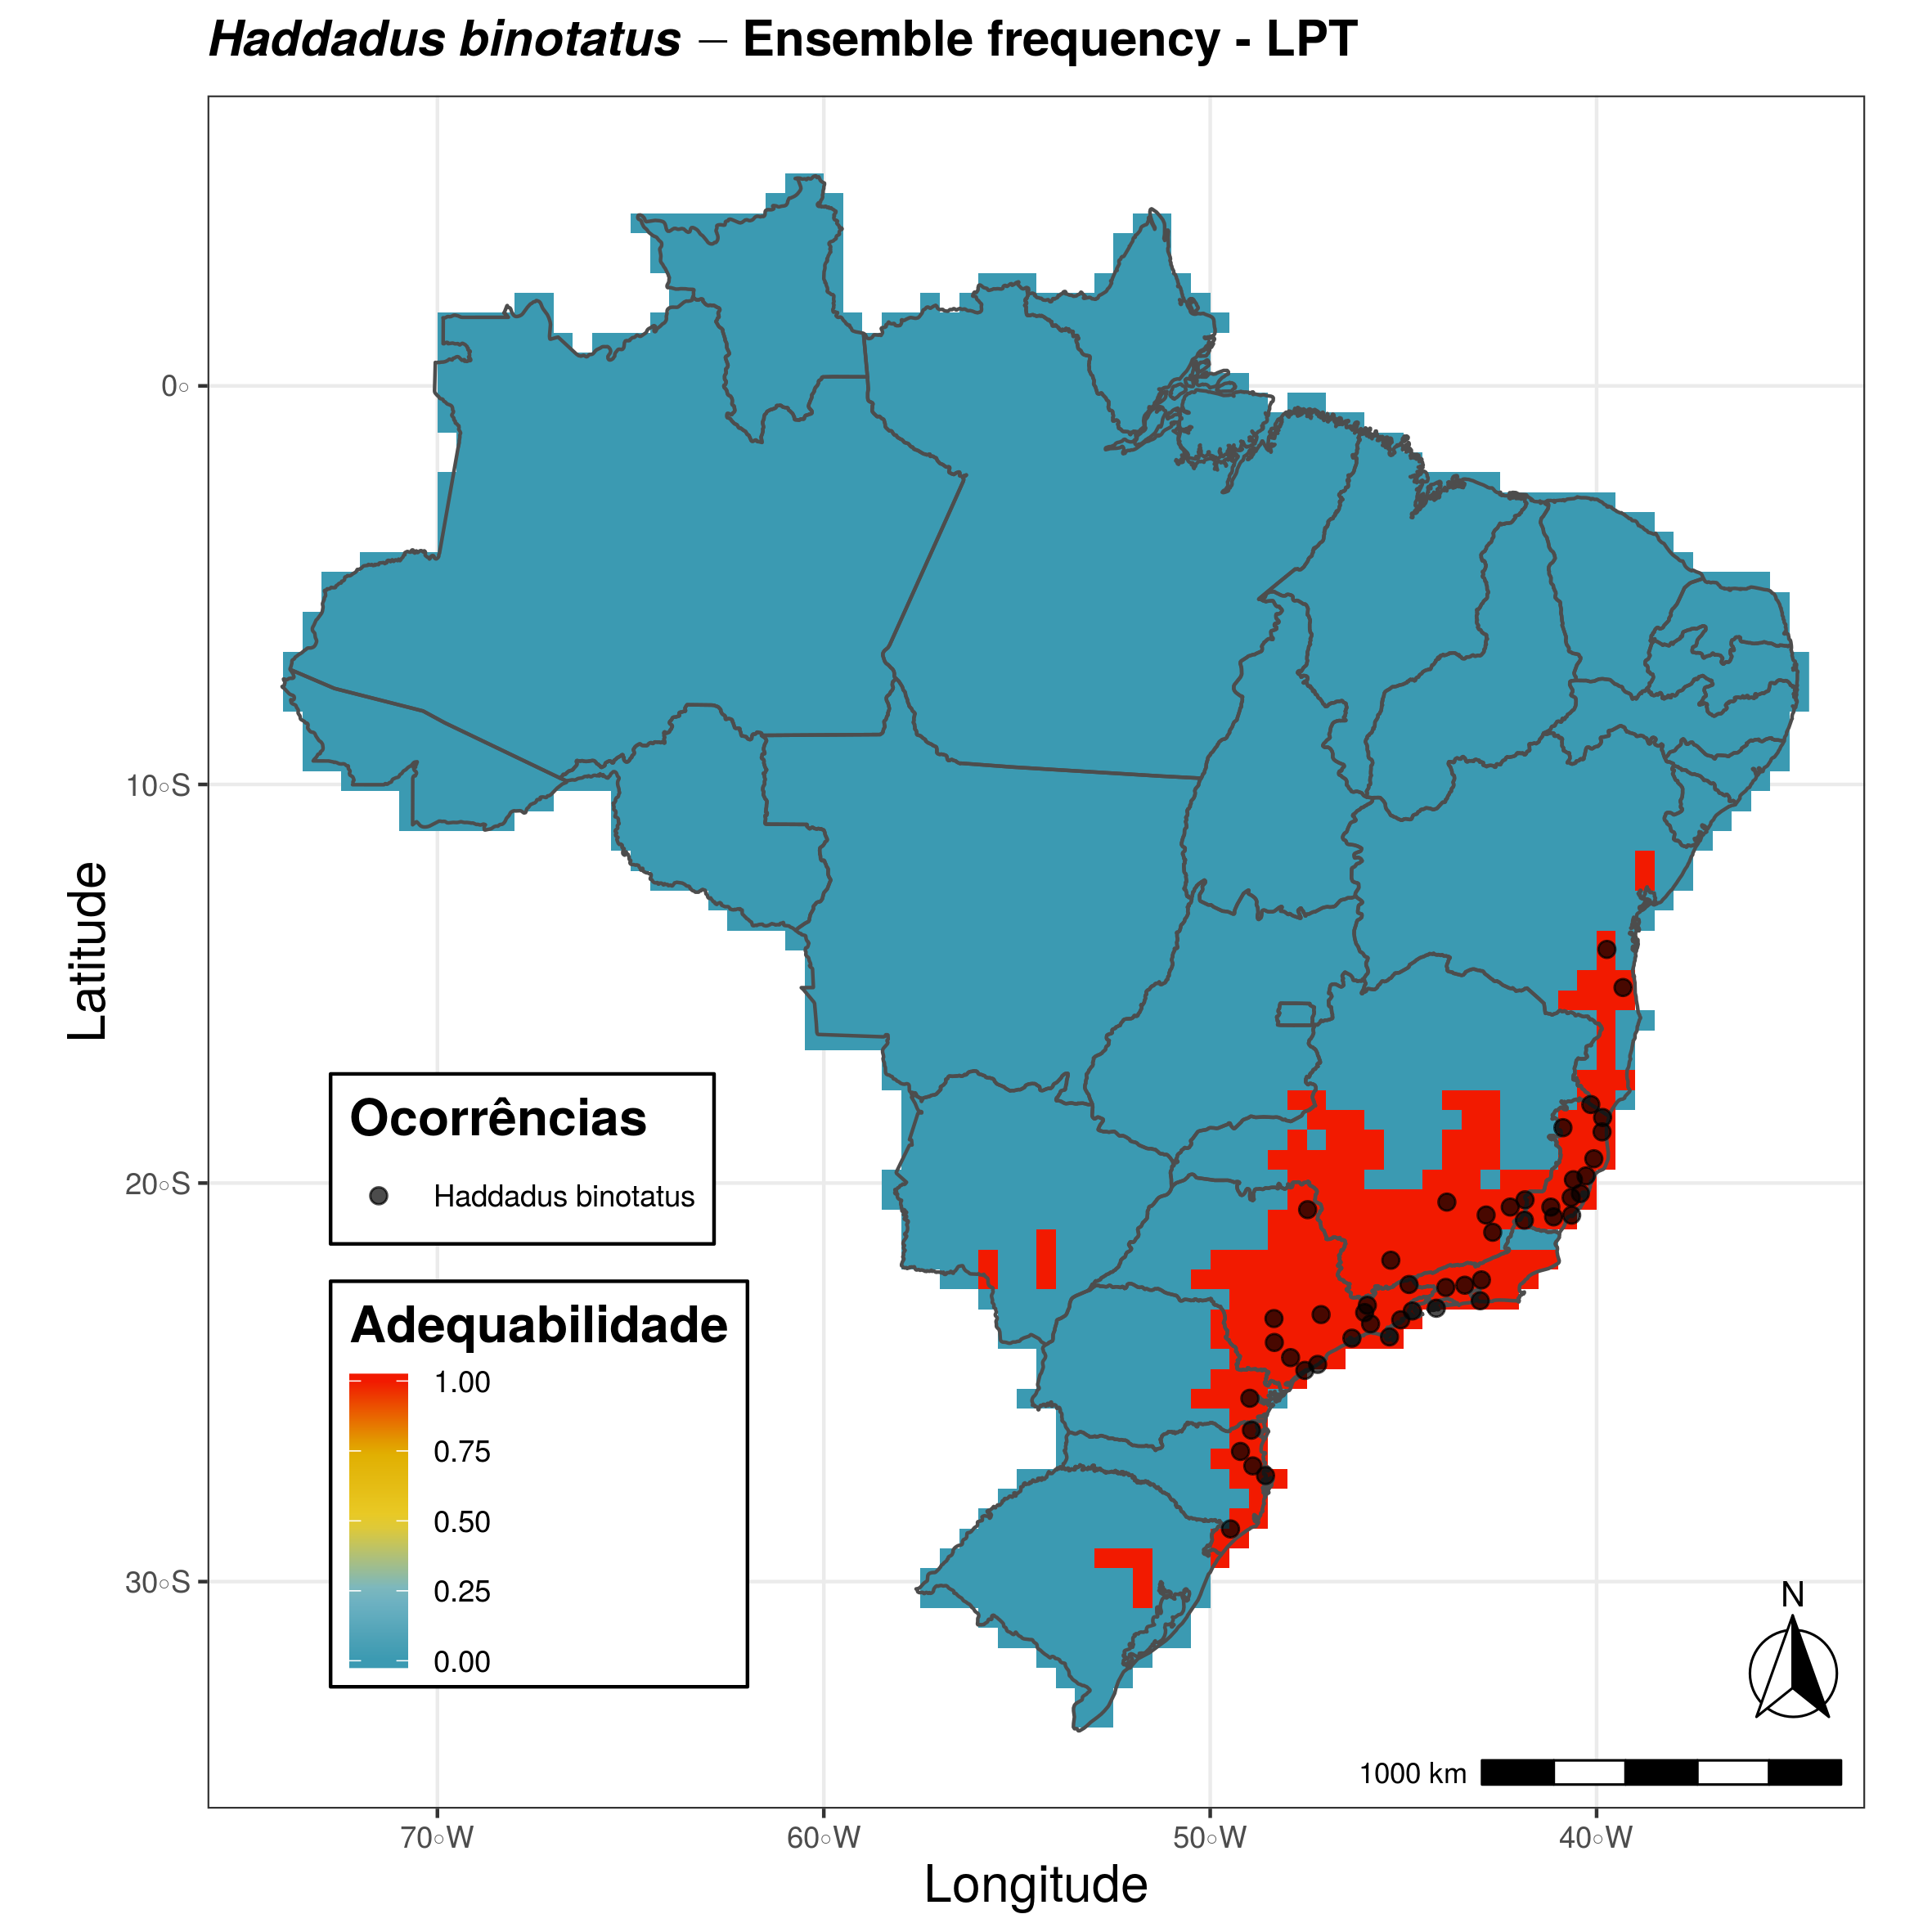 Haddadus binotatus — Ensemble frequency - LPT
0°
10°S
20°S
30°S
Latitude
Ocorrências
Haddadus binotatus
Adequabilidade
1.00
0.75
0.50
0.25
0.00
N
1000 km
70°W
60°W
50°W
40°W
Longitude